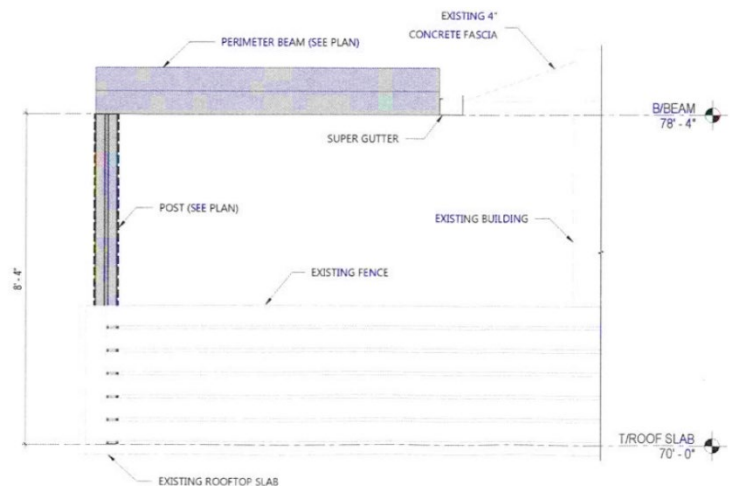 EXISTING 4"
CONCRETE FASCIA
PERIMETER BEAM (SEE PLAN)
B/BEAM
78' - 4"
SUPER GUTTER
POST (SEE PLAN)
EXISTING BUILDING
EXISTING FENCE
8' - 4"
T/ROOF SLAB
70' - 0"
EXISTING ROOFTOP SLAB